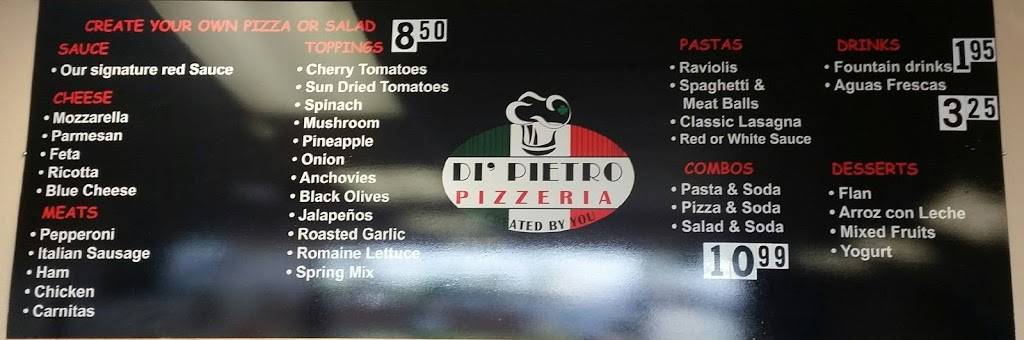 CREATE YOUR OWN PIZZA OR SALAD 8 50
SAUCE
• Our signature red Sauce
CHEESE
• Mozzarella
• Parmesan
• Feta
• Ricotta
• Blue Cheese
MEATS
• Pepperoni
• Italian Sausage
• Ham
• Chicken
• Carnitas
TOPPINGS
• Cherry Tomatoes
• Sun Dried Tomatoes
• Spinach
• Mushroom
• Pineapple
• Onion
• Anchovies
• Black Olives
• Jalapeños
• Roasted Garlic
• Romaine Lettuce
• Spring Mix
DI' PIETRO
PIZZERIA
ATED BY YOU
PASTAS
• Raviolis
• Spaghetti &
Meat Balls
• Classic Lasagna
• Red or White Sauce
COMBOS
• Pasta & Soda
• Pizza & Soda
• Salad & Soda
10 99
DRINKS
• Fountain drinks 1 95
• Aguas Frescas
3 25
DESSERTS
• Flan
• Arroz con Leche
• Mixed Fruits
• Yogurt